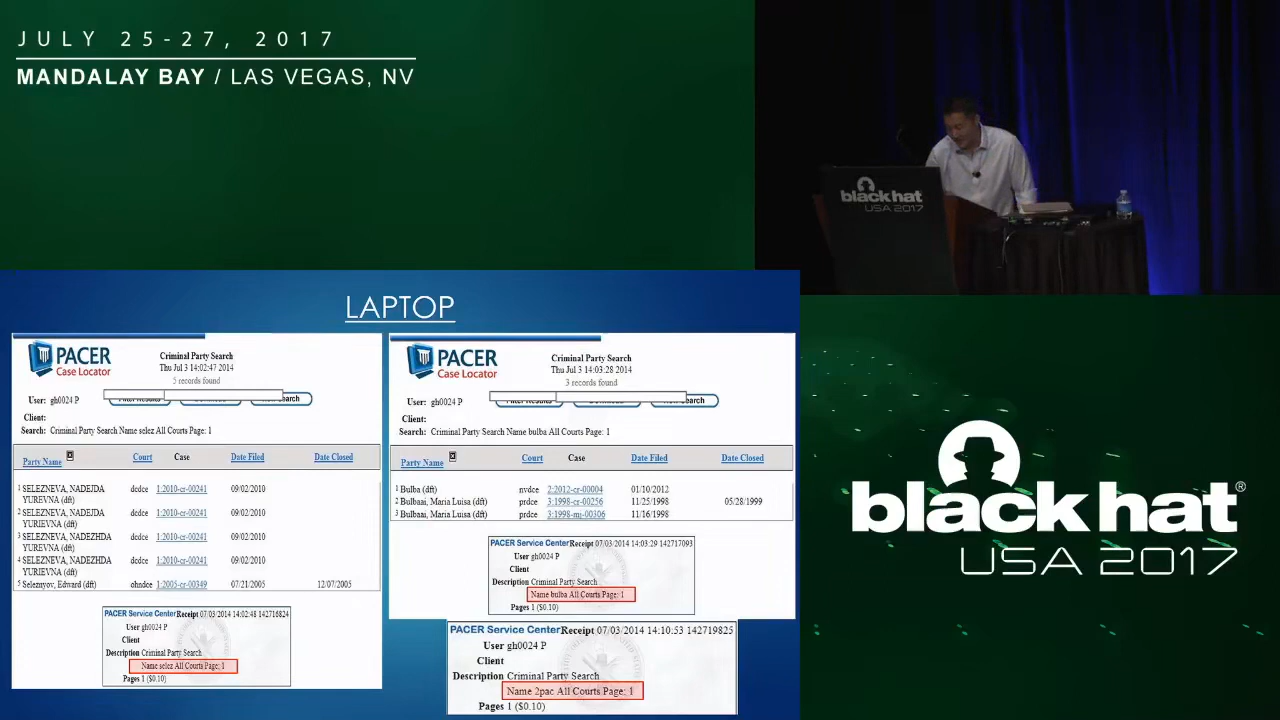 JULY 25-27, 2017
MANDALAY BAY / LAS VEGAS, NV
black hat
USA 2017
LAPTOP
PACER
Case Locator
Criminal Party Search
Thu Jul 3 14:02:47 2014
5 records found
User: gh0024 P
Client:
Search: Criminal Party Search Name selez All Courts Page: 1
Party Name Court Case Date Filed Date Closed
1 SELEZNEVA, NADEJDA YUREVNA (dft) dcdce 1:2010-cr-00241 09/02/2010
2 SELEZNEVA, NADEJDA YURIEVNA (dft) dcdce 1:2010-cr-00241 09/02/2010
3 SELEZNEVA, NADEZHDA YUREVNA (dft) dcdce 1:2010-cr-00241 09/02/2010
4 SELEZNEVA, NADEZHDA YURIEVNA (dft) dcdce 1:2010-cr-00241 09/02/2010
5 Seleznyov, Edward (dft) ohndce 1:2005-cr-00349 07/21/2005 12/07/2005
PACER Service Center Receipt 07/03/2014 14:02:48 142716824
User gh0024 P
Client
Description Criminal Party Search
Name selez All Courts Page: 1
Pages 1 ($0.10)
PACER
Case Locator
Criminal Party Search
Thu Jul 3 14:03:28 2014
3 records found
User: gh0024 P
Client:
Search: Criminal Party Search Name bulba All Courts Page: 1
Party Name Court Case Date Filed Date Closed
1 Bulba (dft) nvdce 2:2012-cr-00004 01/10/2012
2 Bulbaai, Maria Luisa (dft) prdce 3:1998-cr-00256 11/25/1998 05/28/1999
3 Bulbaai, Maria Luisa (dft) prdce 3:1998-mj-00306 11/16/1998
PACER Service Center Receipt 07/03/2014 14:03:29 142717093
User gh0024 P
Client
Description Criminal Party Search
Name bulba All Courts Page: 1
Pages 1 ($0.10)
PACER Service Center Receipt 07/03/2014 14:10:53 142719825
User gh0024 P
Client
Description Criminal Party Search
Name 2pac All Courts Page: 1
Pages 1 ($0.10)
black hat®
USA 2017